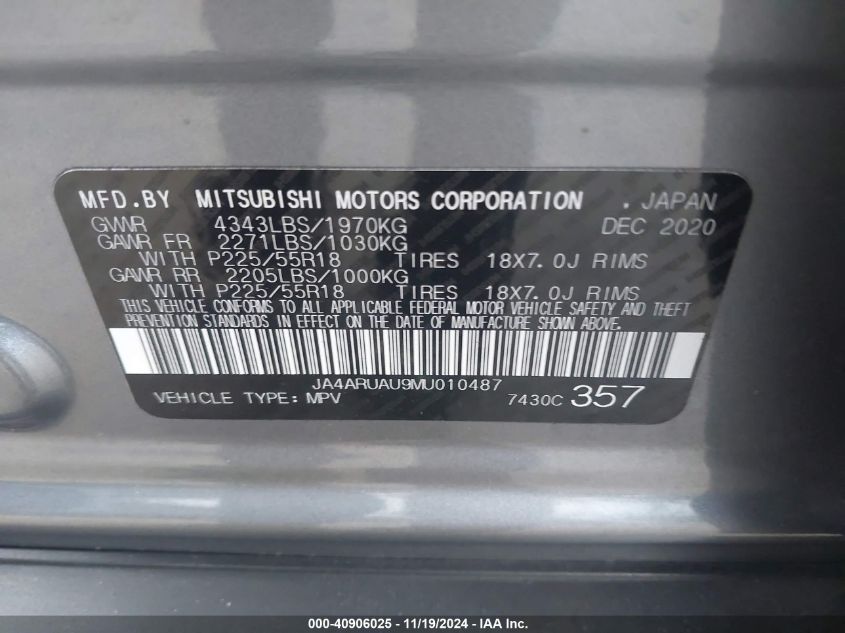 MFD.BY MITSUBISHI MOTORS CORPORATION . JAPAN
GVWR 4343LBS/1970KG DEC 2020
GAWR FR 2271LBS/1030KG
WITH P225/55R18 TIRES 18X7.0J RIMS
GAWR RR 2205LBS/1000KG
WITH P225/55R18 TIRES 18X7.0J RIMS
THIS VEHICLE CONFORMS TO ALL APPLICABLE FEDERAL MOTOR VEHICLE SAFETY AND THEFT
PREVENTION STANDARDS IN EFFECT ON THE DATE OF MANUFACTURE SHOWN ABOVE.
JA4ARUAU9MU010487
VEHICLE TYPE:MPV 7430C 357
000-40906025 - 11/19/2024 - IAA Inc.